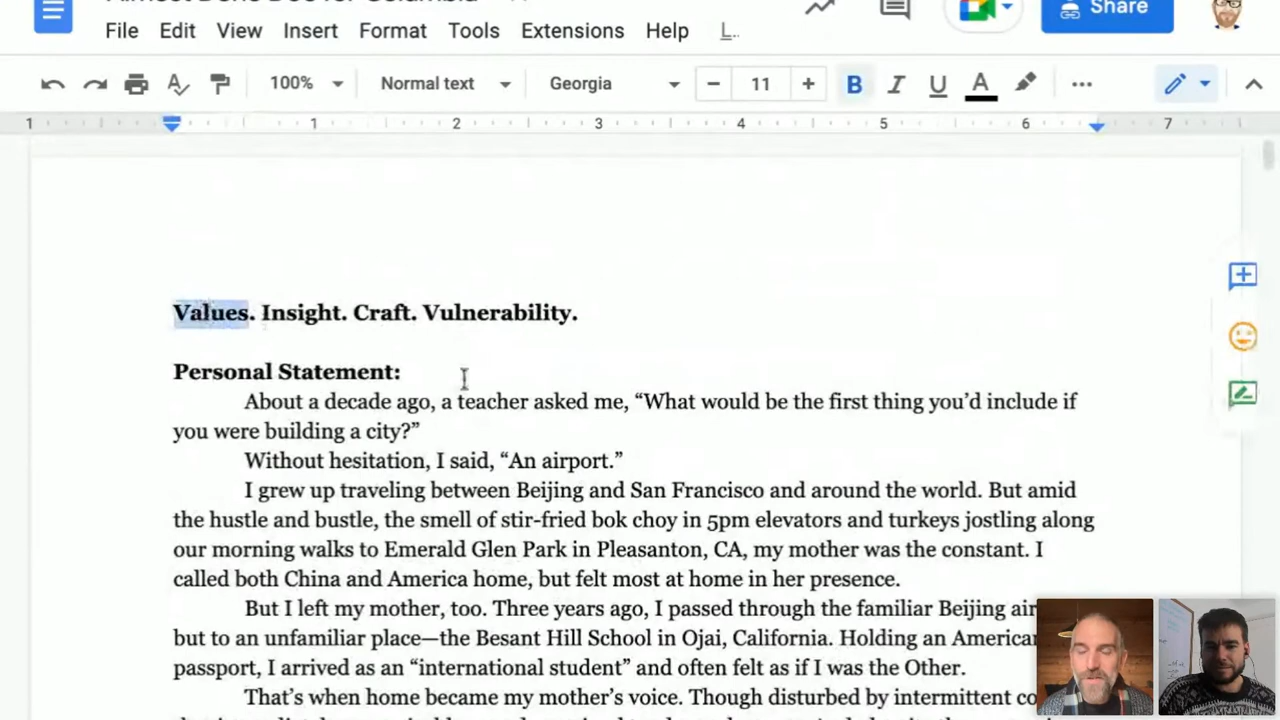 File Edit View Insert Format Tools Extensions Help L..
Share
100% Normal text Georgia 11 B I U A
1 1 2 3 4 5 6 7
Values. Insight. Craft. Vulnerability.
Personal Statement:
About a decade ago, a teacher asked me, “What would be the first thing you’d include if
you were building a city?”
Without hesitation, I said, “An airport.”
I grew up traveling between Beijing and San Francisco and around the world. But amid
the hustle and bustle, the smell of stir-fried bok choy in 5pm elevators and turkeys jostling along
our morning walks to Emerald Glen Park in Pleasanton, CA, my mother was the constant. I
called both China and America home, but felt most at home in her presence.
But I left my mother, too. Three years ago, I passed through the familiar Beijing
but to an unfamiliar place—the Besant Hill School in Ojai, California. Holding an American
passport, I arrived as an “international student” and often felt as if I was the Other.
That’s when home became my mother’s voice. Though disturbed by intermittent